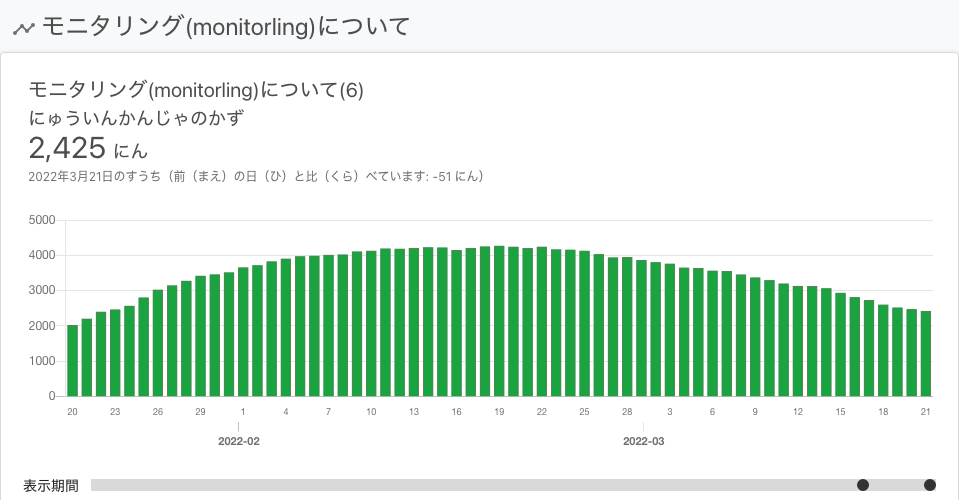 モニタリング(monitorling)について
モニタリング(monitorling)について(6)
にゅういんかんじゃのかず
2,425 にん
2022年3月21日のすうち（前（まえ）の日（ひ）と比（くら）べています: -51 にん）
5000
4000
3000
2000
1000
0
20 23 26 29 1 4 7 10 13 16 19 22 25 28 3 6 9 12 15 18 21
2022-02 2022-03
表示期間